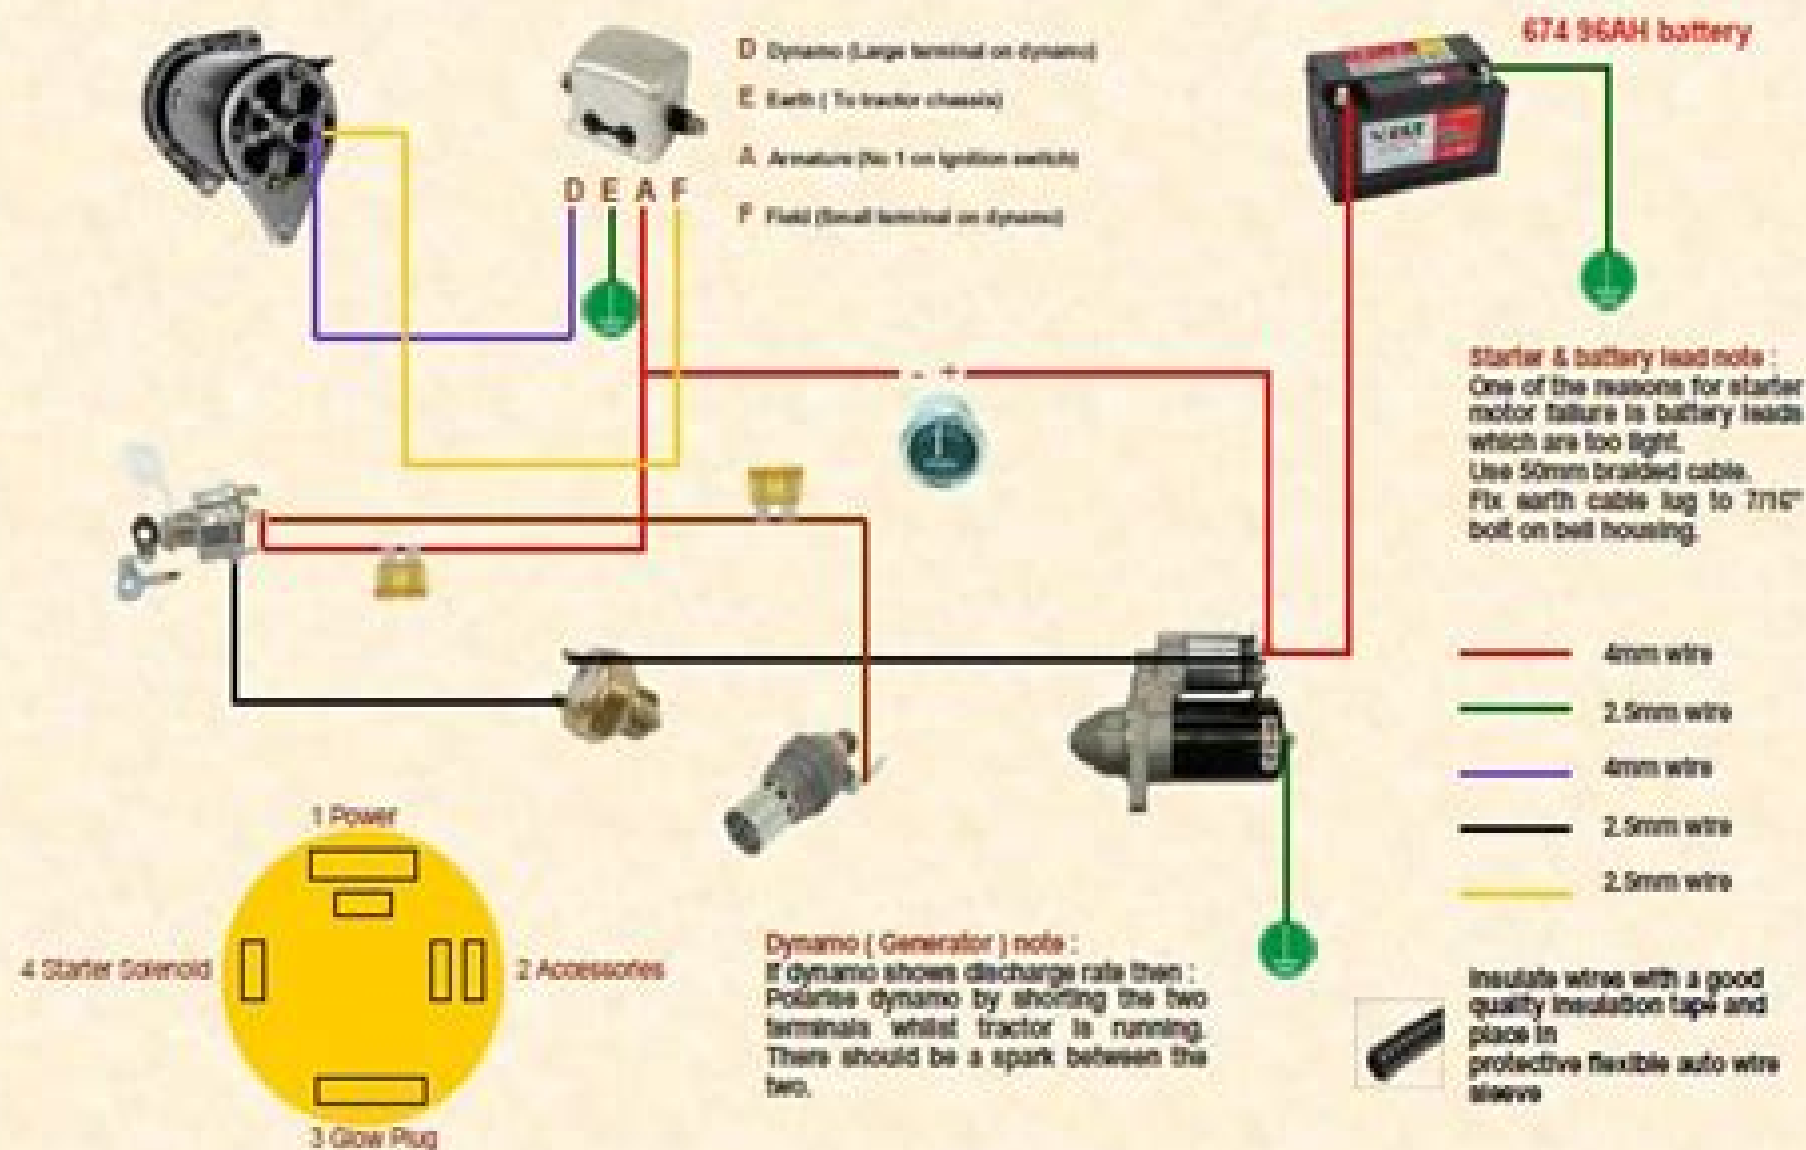 674 96AH battery
D Dynamo (Large terminal on dynamo)
E Earth ( To tractor chassis)
A Armature (No 1 on ignition switch)
F Field (Small terminal on dynamo)
D E A F
- +
Starter & battery lead note :
One of the reasons for starter
motor failure is battery leads
which are too light.
Use 50mm braided cable.
Fix earth cable lug to 7/16"
bolt on bell housing.
4mm wire
2.5mm wire
4mm wire
2.5mm wire
2.5mm wire
1 Power
4 Starter Solenoid
2 Accessories
3 Glow Plug
Dynamo ( Generator ) note :
If dynamo shows discharge rate then :
Polarise dynamo by shorting the two
terminals whilst tractor is running.
There should be a spark between the
two.
Insulate wires with a good
quality insulation tape and
place in
protective flexible auto wire
sleeve